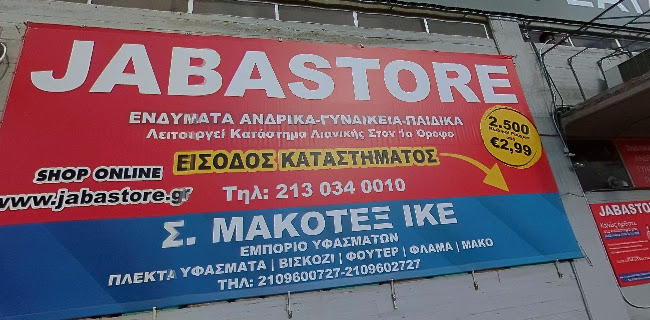 JABASTORE
ΕΝΔΥΜΑΤΑ ΑΝΔΡΙΚΑ-ΓΥΝΑΙΚΕΙΑ-ΠΑΙΔΙΚΑ
Λειτουργεί Κατάστημα Λιανικής Στον 1ο Όροφο
2.500
€2,99
ΕΙΣΟΔΟΣ ΚΑΤΑΣΤΗΜΑΤΟΣ
SHOP ONLINE
www.jabastore.gr
Τηλ: 213 034 0010
Σ. ΜΑΚΟΤΕΞ ΙΚΕ
ΕΜΠΟΡΙΟ ΥΦΑΣΜΑΤΩΝ
ΠΛΕΚΤΑ ΥΦΑΣΜΑΤΑ | ΒΙΣΚΟΖΙ | ΦΟΥΤΕΡ | ΦΛΑΜΑ | ΜΑΚΟ
ΤΗΛ: 2109600727-2109602727
JABASTO